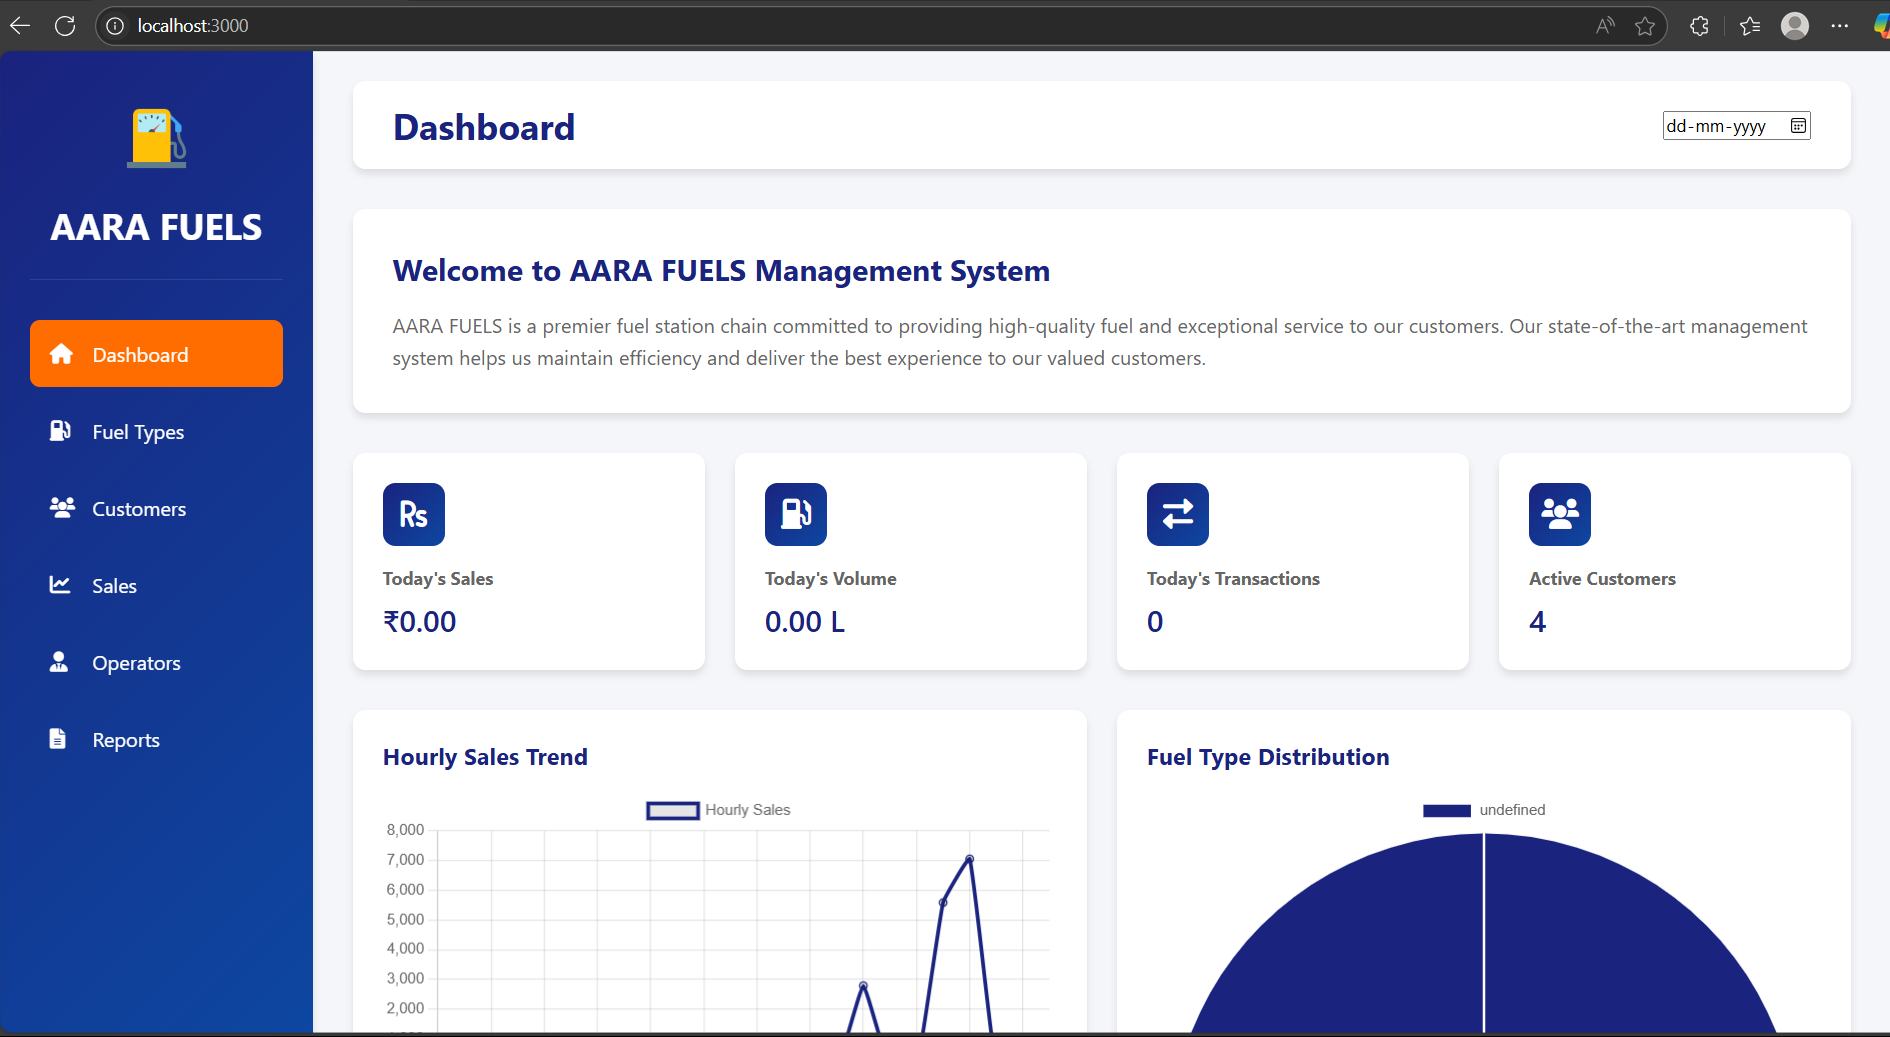 localhost:3000
AARA FUELS
Dashboard
Fuel Types
Customers
Sales
Operators
Reports
Dashboard
dd-mm-yyyy
Welcome to AARA FUELS Management System
AARA FUELS is a premier fuel station chain committed to providing high-quality fuel and exceptional service to our customers. Our state-of-the-art management
system helps us maintain efficiency and deliver the best experience to our valued customers.
Rs
Today's Sales
₹0.00
Today's Volume
0.00 L
Today's Transactions
0
Active Customers
4
Hourly Sales Trend
Hourly Sales
8,000
7,000
6,000
5,000
4,000
3,000
2,000
Fuel Type Distribution
undefined